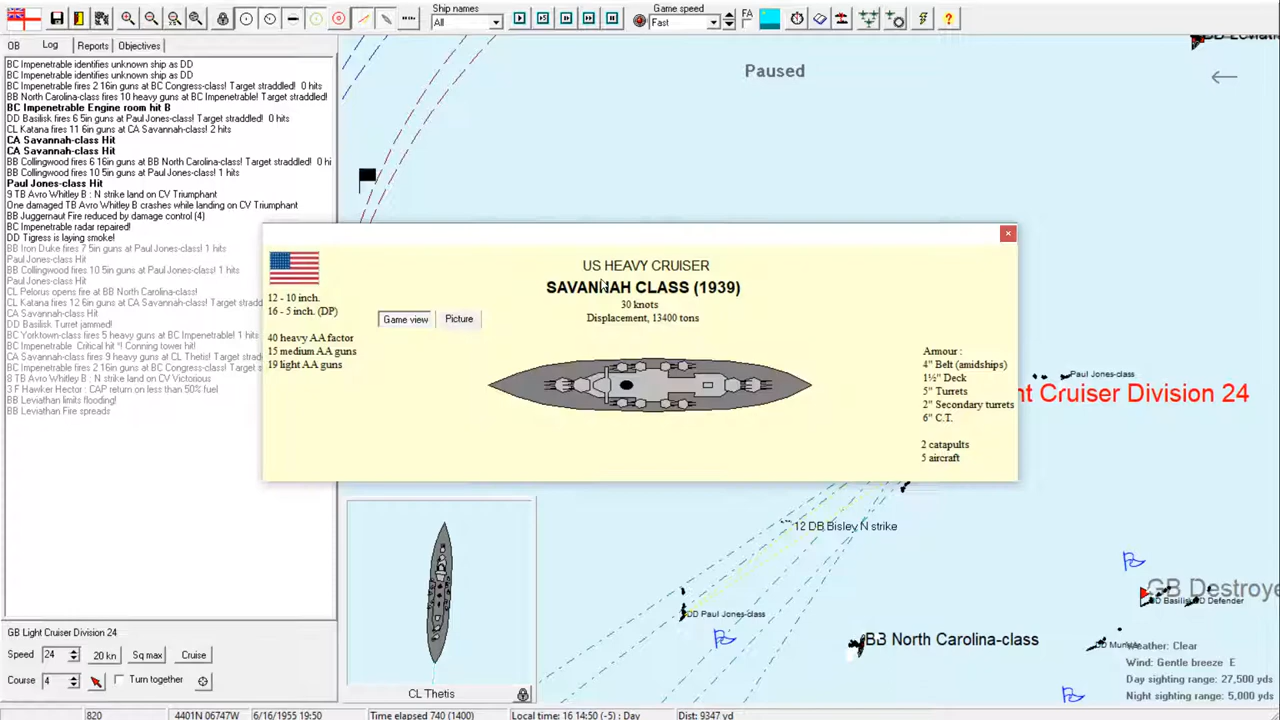 Ship names
All
Game speed
Fast
FA
OB
Log
Reports
Objectives
BC Impenetrable identifies unknown ship as DD
BC Impenetrable identifies unknown ship as DD
BC Impenetrable fires 2 16in guns at BC Congress-class! Target straddled! 0 hits
BB North Carolina-class fires 10 heavy guns at BC Impenetrable! Target straddled!
BC Impenetrable Engine room hit B
DD Basilisk fires 6 5in guns at Paul Jones-class! Target straddled! 0 hits
CL Katana fires 11 6in guns at CA Savannah-class! 2 hits
CA Savannah-class Hit
CA Savannah-class Hit
BB Collingwood fires 6 16in guns at BB North Carolina-class! Target straddled! 0 hi
BB Collingwood fires 10 5in guns at Paul Jones-class! 1 hits
Paul Jones-class Hit
9 TB Avro Whitley B : N strike land on CV Triumphant
One damaged TB Avro Whitley B crashes while landing on CV Triumphant
BB Juggernaut Fire reduced by damage control (4)
BC Impenetrable radar repaired!
DD Tigress is laying smoke!
BB Iron Duke fires 7 5in guns at Paul Jones-class! 1 hits
Paul Jones-class Hit
BB Collingwood fires 10 5in guns at Paul Jones-class! 1 hits
Paul Jones-class Hit
CL Pelorus opens fire at BB North Carolina-class!
CL Katana fires 12 6in guns at CA Savannah-class! 1 hits
CA Savannah-class Hit
DD Basilisk Turret jammed!
BC Yorktown-class fires 5 heavy guns at BC Impenetrable! 1 hits
BC Impenetrable Critical hit *! Conning tower hit!
CA Savannah-class fires 9 heavy guns at CL Thetis! Target stradd
BC Impenetrable fires 2 16in guns at BC Congress-class! Target
8 TB Avro Whitley B : N strike land on CV Victorious
3 F Hawker Hector : CAP return on less than 50% fuel
BB Leviathan limits flooding!
BB Leviathan Fire spreads
Paused
US HEAVY CRUISER
SAVANNAH CLASS (1939)
30 knots
Displacement, 13400 tons
12 - 10 inch.
16 - 5 inch. (DP)
40 heavy AA factor
15 medium AA guns
19 light AA guns
Game view
Picture
Armour :
4" Belt (amidships)
1½" Deck
5" Turrets
2" Secondary turrets
6" C.T.
2 catapults
5 aircraft
Paul Jones-class
ht Cruiser Division 24
12 DB Bisley N strike
DD Paul Jones-class
BB North Carolina-class
GB Destroye
DD Basilisk
DD Defender
CL Thetis
GB Light Cruiser Division 24
Speed
24
20 kn
Sq max
Cruise
Course
4
Turn together
Weather: Clear
Wind: Gentle breeze E
Day sighting range: 27,500 yds
Night sighting range: 5,000 yds
820
4401N 06747W
6/16/1955 19:50
Time elapsed 740 (1400)
Local time: 16 14:50 (-5) : Day
Dist: 9347 yd